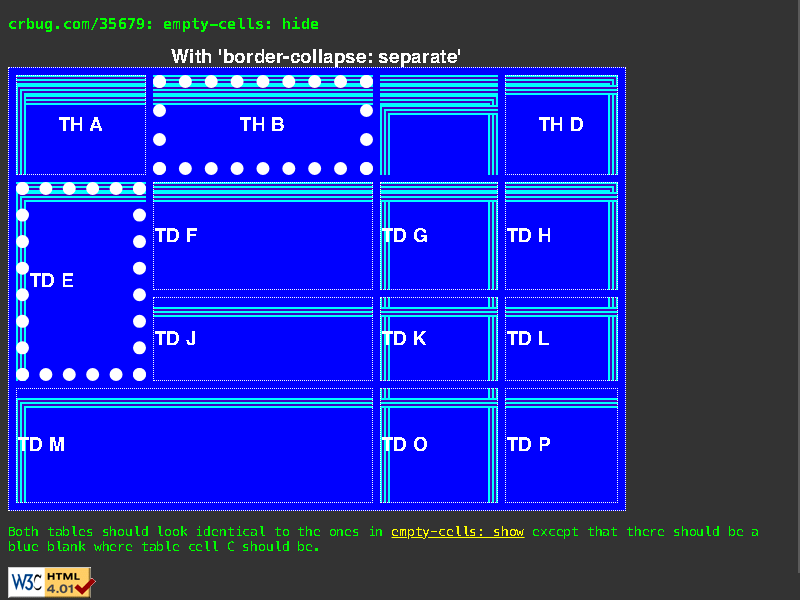 crbug.com/35679: empty-cells: hide
With 'border-collapse: separate'
TH A TH B TH D
TD F TD G TD H
TD E
TD J TD K TD L
TD M TD O TD P
Both tables should look identical to the ones in empty-cells: show except that there should be a
blue blank where table cell C should be.
W3C HTML
4.01